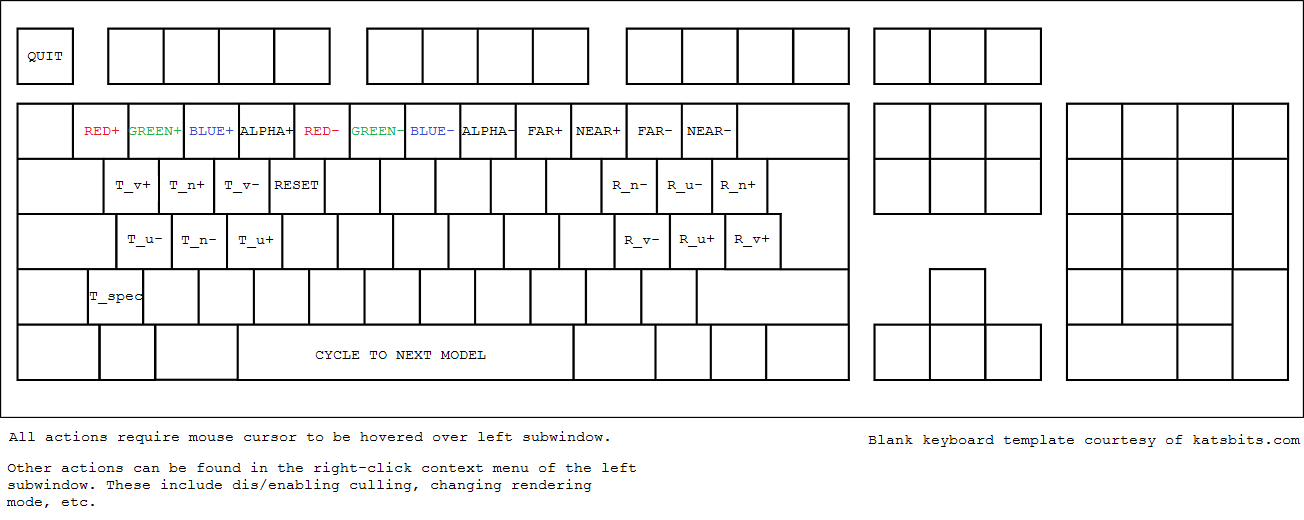 QUIT
RED+ GREEN+ BLUE+ ALPHA+ RED- GREEN- BLUE- ALPHA- FAR+ NEAR+ FAR- NEAR-
T_v+ T_n+ T_v- RESET R_n- R_u- R_n+
T_u- T_n- T_u+ R_v- R_u+ R_v+
T_spec
CYCLE TO NEXT MODEL
All actions require mouse cursor to be hovered over left subwindow.
Blank keyboard template courtesy of katsbits.com
Other actions can be found in the right-click context menu of the left
subwindow. These include dis/enabling culling, changing rendering
mode, etc.